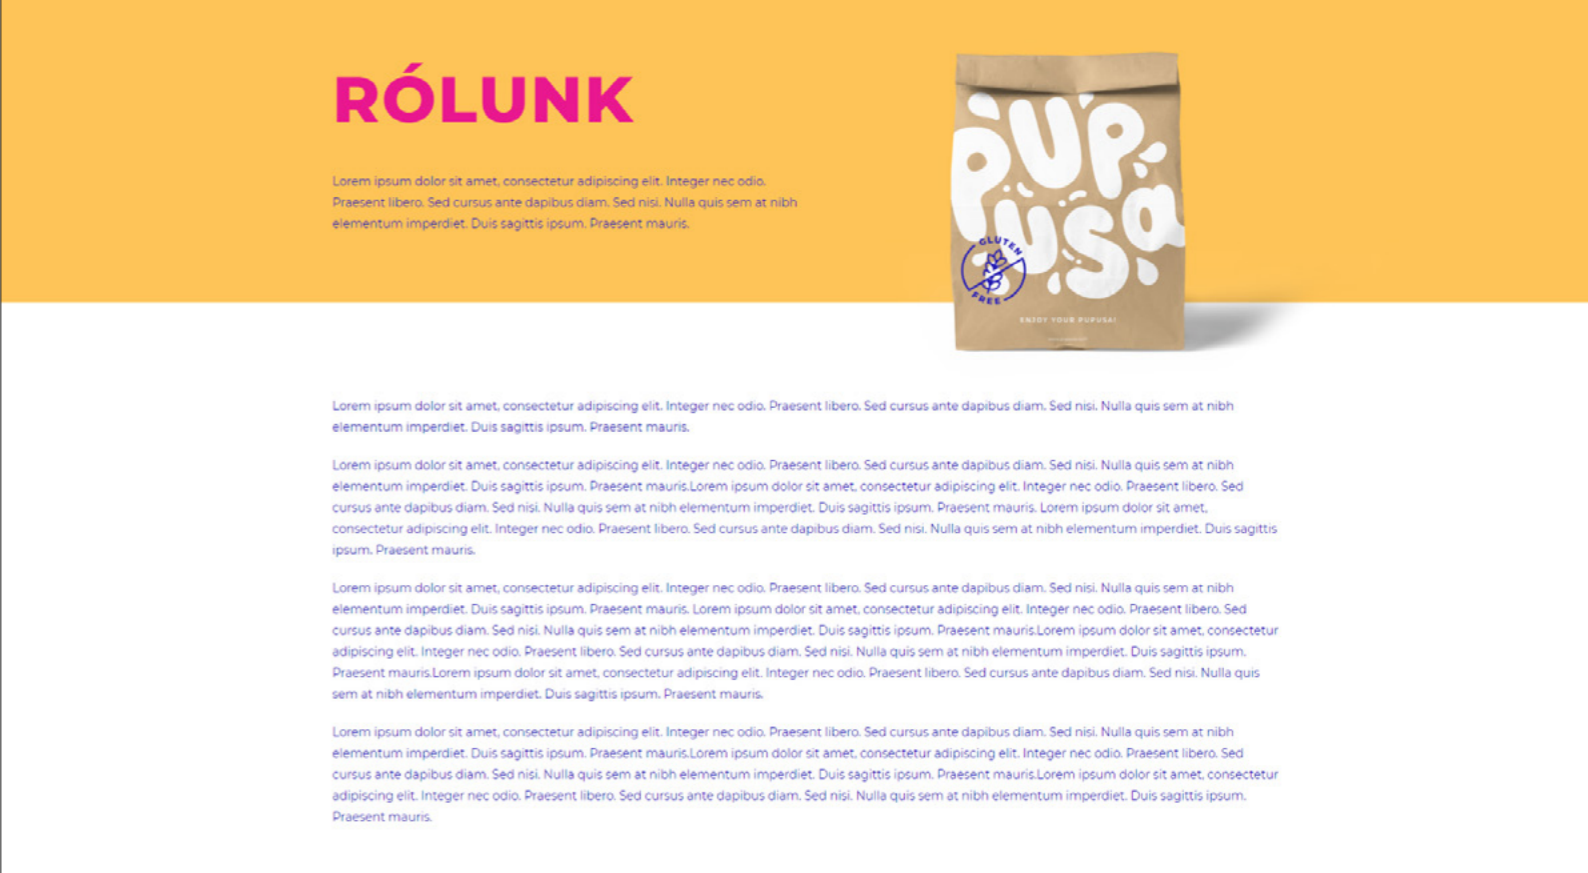 RÓLUNK
Lorem ipsum dolor sit amet, consectetur adipiscing elit. Integer nec odio.
Praesent libero. Sed cursus ante dapibus diam. Sed nisi. Nulla quis sem at nibh
elementum imperdiet. Duis sagittis ipsum. Praesent mauris.
PUP
USA
GLUTEN
FREE
ENJOY YOUR PUPUSA!
Lorem ipsum dolor sit amet, consectetur adipiscing elit. Integer nec odio. Praesent libero. Sed cursus ante dapibus diam. Sed nisi. Nulla quis sem at nibh
elementum imperdiet. Duis sagittis ipsum. Praesent mauris.
Lorem ipsum dolor sit amet, consectetur adipiscing elit. Integer nec odio. Praesent libero. Sed cursus ante dapibus diam. Sed nisi. Nulla quis sem at nibh
elementum imperdiet. Duis sagittis ipsum. Praesent mauris.Lorem ipsum dolor sit amet, consectetur adipiscing elit. Integer nec odio. Praesent libero. Sed
cursus ante dapibus diam. Sed nisi. Nulla quis sem at nibh elementum imperdiet. Duis sagittis ipsum. Praesent mauris. Lorem ipsum dolor sit amet,
consectetur adipiscing elit. Integer nec odio. Praesent libero. Sed cursus ante dapibus diam. Sed nisi. Nulla quis sem at nibh elementum imperdiet. Duis sagittis
ipsum. Praesent mauris.
Lorem ipsum dolor sit amet, consectetur adipiscing elit. Integer nec odio. Praesent libero. Sed cursus ante dapibus diam. Sed nisi. Nulla quis sem at nibh
elementum imperdiet. Duis sagittis ipsum. Praesent mauris. Lorem ipsum dolor sit amet, consectetur adipiscing elit. Integer nec odio. Praesent libero. Sed
cursus ante dapibus diam. Sed nisi. Nulla quis sem at nibh elementum imperdiet. Duis sagittis ipsum. Praesent mauris.Lorem ipsum dolor sit amet, consectetur
adipiscing elit. Integer nec odio. Praesent libero. Sed cursus ante dapibus diam. Sed nisi. Nulla quis sem at nibh elementum imperdiet. Duis sagittis ipsum.
Praesent mauris.Lorem ipsum dolor sit amet, consectetur adipiscing elit. Integer nec odio. Praesent libero. Sed cursus ante dapibus diam. Sed nisi. Nulla quis
sem at nibh elementum imperdiet. Duis sagittis ipsum. Praesent mauris.
Lorem ipsum dolor sit amet, consectetur adipiscing elit. Integer nec odio. Praesent libero. Sed cursus ante dapibus diam. Sed nisi. Nulla quis sem at nibh
elementum imperdiet. Duis sagittis ipsum. Praesent mauris.Lorem ipsum dolor sit amet, consectetur adipiscing elit. Integer nec odio. Praesent libero. Sed
cursus ante dapibus diam. Sed nisi. Nulla quis sem at nibh elementum imperdiet. Duis sagittis ipsum. Praesent mauris.Lorem ipsum dolor sit amet, consectetur
adipiscing elit. Integer nec odio. Praesent libero. Sed cursus ante dapibus diam. Sed nisi. Nulla quis sem at nibh elementum imperdiet. Duis sagittis ipsum.
Praesent mauris.